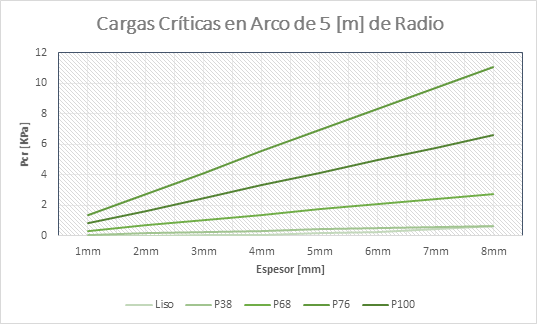 Cargas Críticas en Arco de 5 [m] de Radio
12
10
8
6
4
2
0
Pcr [KPa]
1mm 2mm 3mm 4mm 5mm 6mm 7mm 8mm
Espesor [mm]
Liso P38 P68 P76 P100